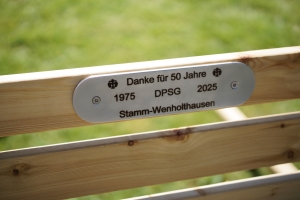 Danke für 50 Jahre
1975 DPSG 2025
Stamm-Wenholthausen